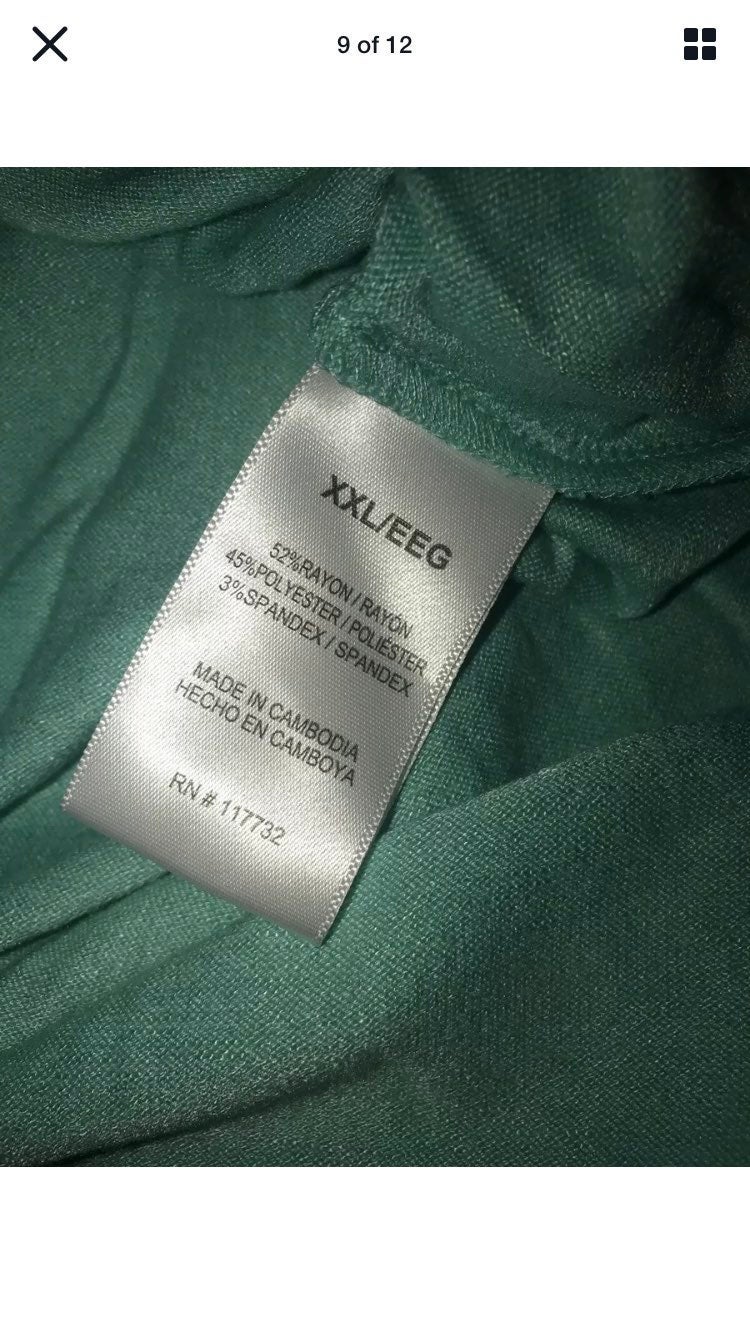 9 of 12
XXL/EEG
52%RAYON / RAYON
45%POLYESTER / POLIÉSTER
3%SPANDEX / SPANDEX
MADE IN CAMBODIA
HECHO EN CAMBOYA
RN # 117732